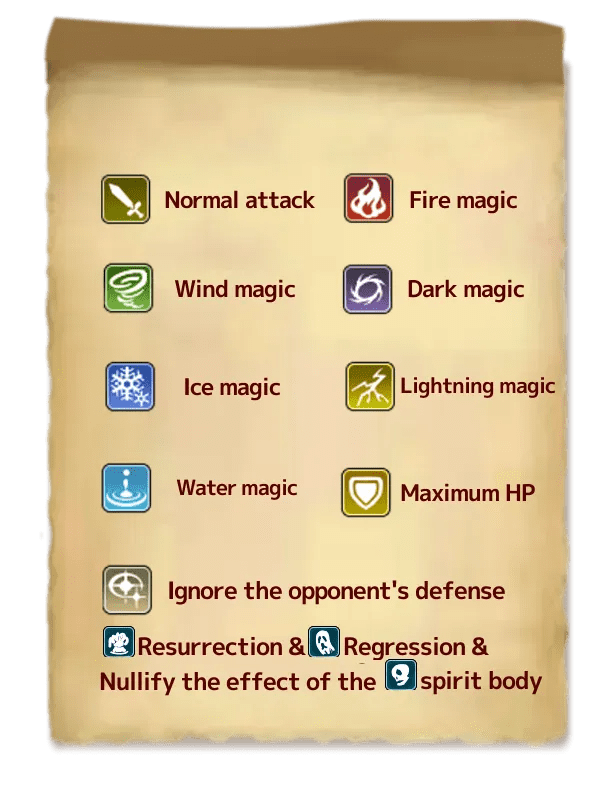 Normal attack Fire magic
Wind magic Dark magic
Ice magic Lightning magic
Water magic Maximum HP
Ignore the opponent's defense
Resurrection & Regression &
Nullify the effect of the spirit body